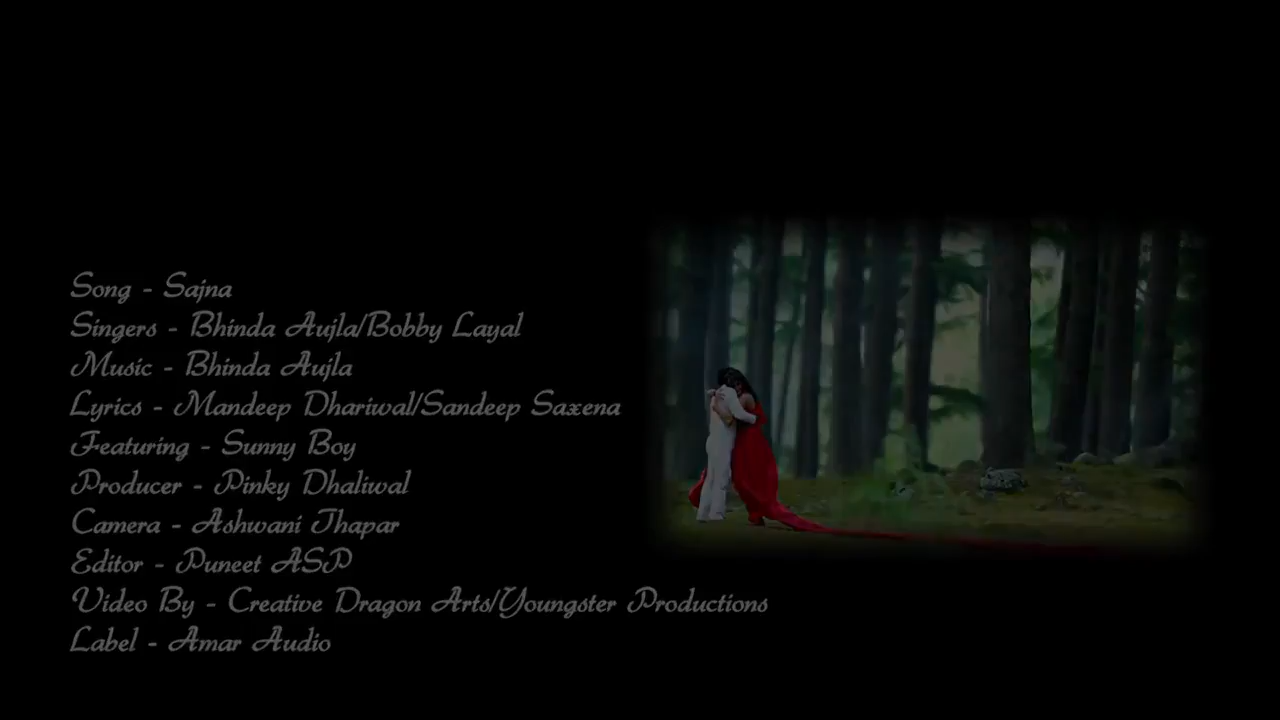 Song - Sajna
Singers - Bhinda Aujla/Bobby Layal
Music - Bhinda Aujla
Lyrics - Mandeep Dhariwal/Sandeep Saxena
Featuring - Sunny Boy
Producer - Pinky Dhaliwal
Camera - Ashwani Thapar
Editor - Puneet ASP
Video By - Creative Dragon Arts/Youngster Productions
Label - Amar Audio